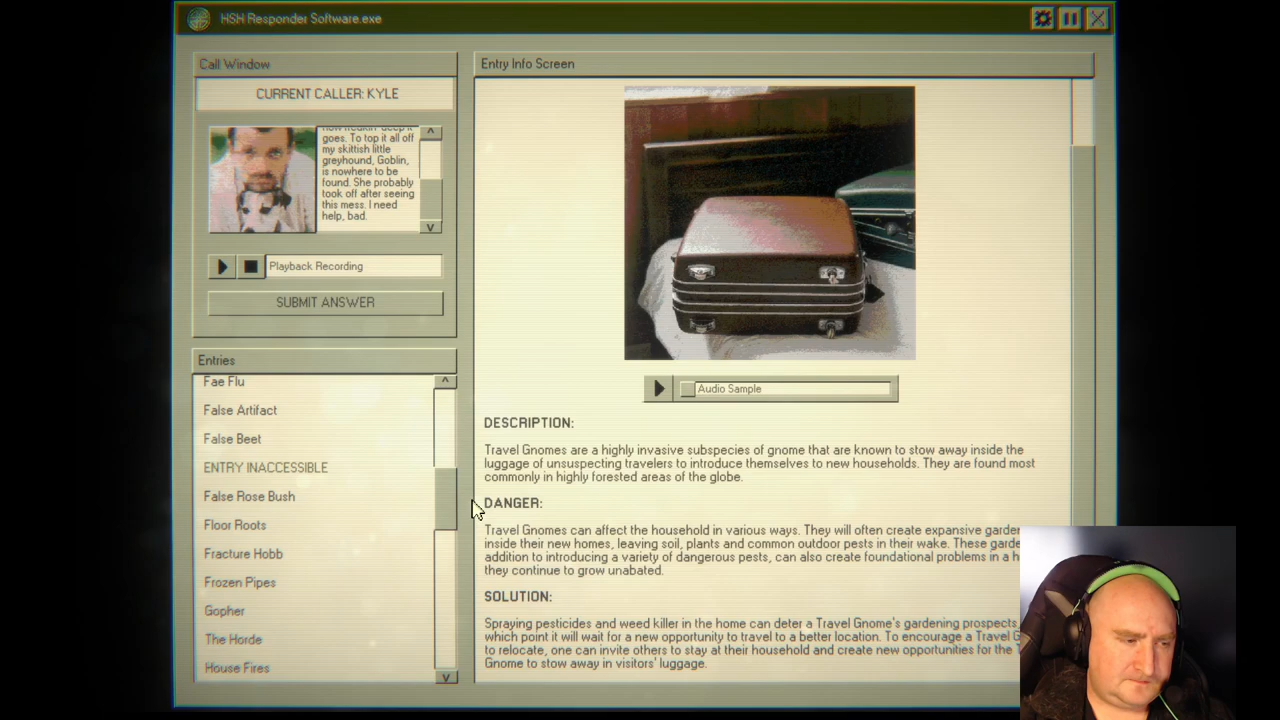 HSH Responder Software.exe
Call Window
Entry Info Screen
CURRENT CALLER: KYLE
goes. To top it all off
my skittish little
greyhound, Goblin,
is nowhere to be
found. She probably
took off after seeing
this mess. I need
help, bad.
Playback Recording
SUBMIT ANSWER
Entries
Fae Flu
False Artifact
False Beet
ENTRY INACCESSIBLE
False Rose Bush
Floor Roots
Fracture Hobb
Frozen Pipes
Gopher
The Horde
House Fires
Audio Sample
DESCRIPTION:
Travel Gnomes are a highly invasive subspecies of gnome that are known to stow away inside the
luggage of unsuspecting travelers to introduce themselves to new households. They are found most
commonly in highly forested areas of the globe.
DANGER:
Travel Gnomes can affect the household in various ways. They will often create expansive garden
inside their new homes, leaving soil, plants and common outdoor pests in their wake. These garde
addition to introducing a variety of dangerous pests, can also create foundational problems in a h
they continue to grow unabated.
SOLUTION:
Spraying pesticides and weed killer in the home can deter a Travel Gnome's gardening prospects,
which point it will wait for a new opportunity to travel to a better location. To encourage a Travel G
to relocate, one can invite others to stay at their household and create new opportunities for the T
Gnome to stow away in visitors' luggage.